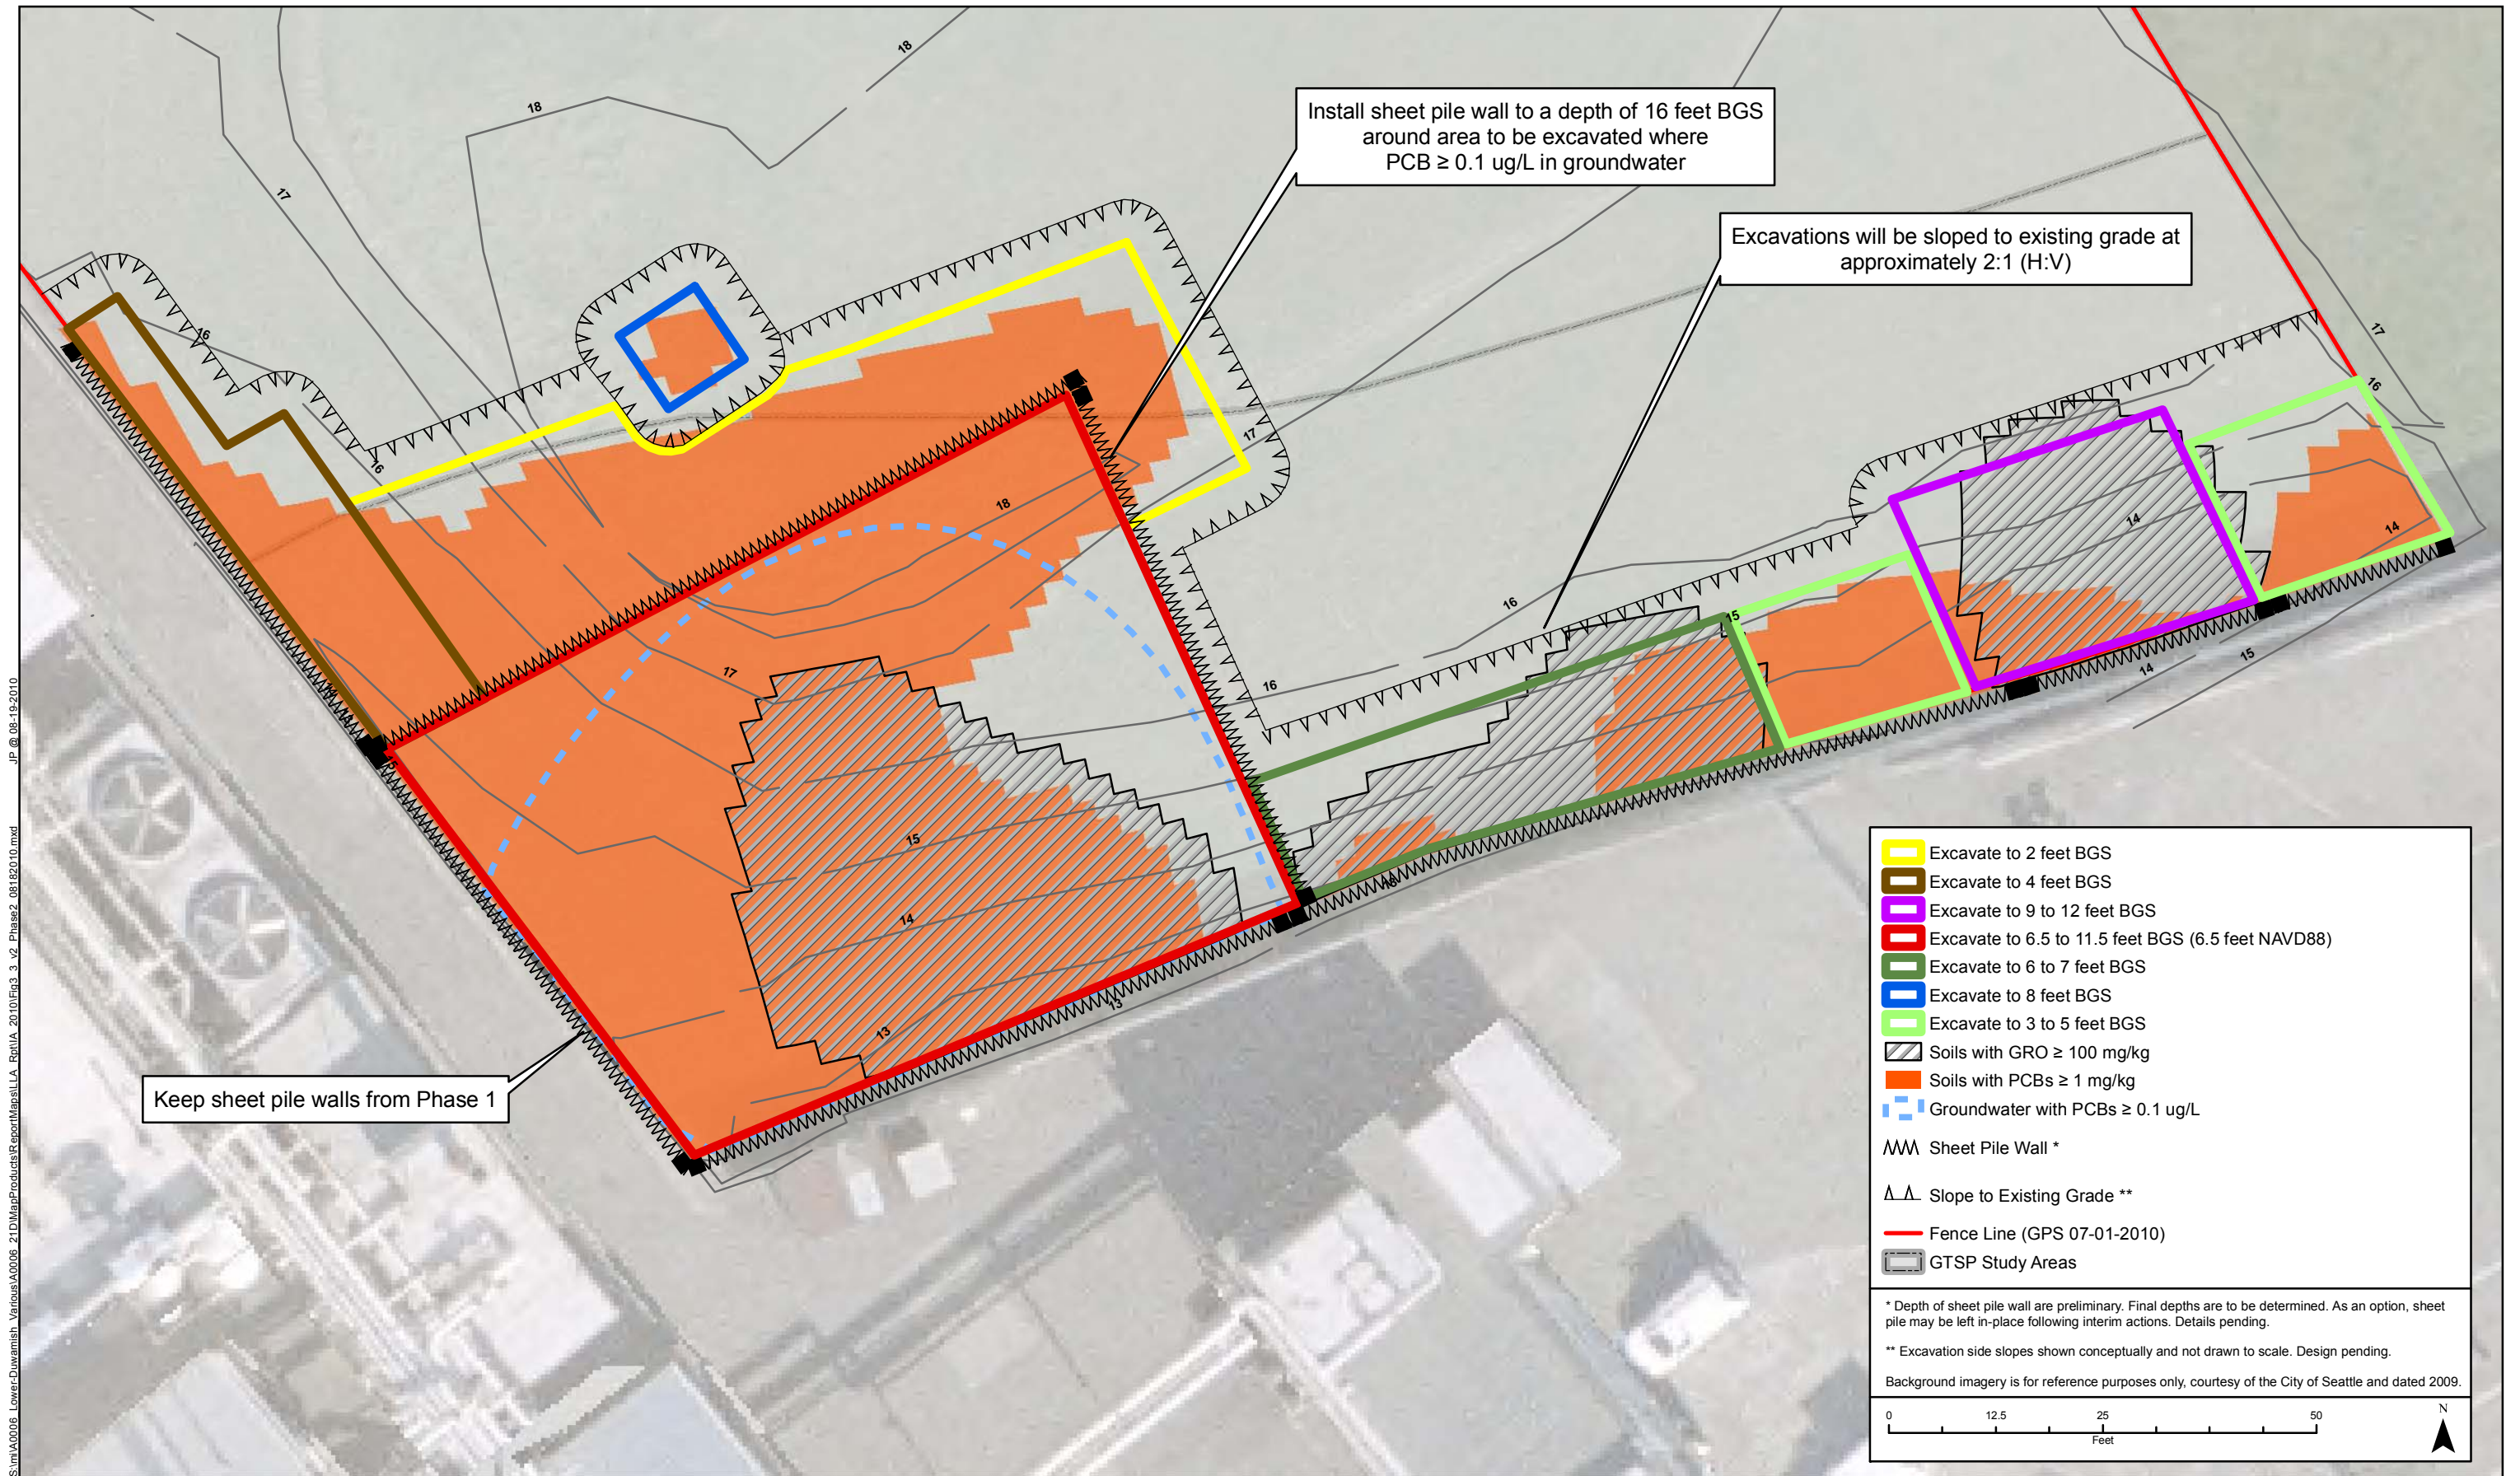 18
18
17
Install sheet pile wall to a depth of 16 feet BGS
around area to be excavated where
PCB ≥ 0.1 ug/L in groundwater
Excavations will be sloped to existing grade at
approximately 2:1 (H:V)
16
17
16
16
17
18
14
14
16
15
17
16
14
15
15
14
13
13
Keep sheet pile walls from Phase 1
Excavate to 2 feet BGS
Excavate to 4 feet BGS
Excavate to 9 to 12 feet BGS
Excavate to 6.5 to 11.5 feet BGS (6.5 feet NAVD88)
Excavate to 6 to 7 feet BGS
Excavate to 8 feet BGS
Excavate to 3 to 5 feet BGS
Soils with GRO ≥ 100 mg/kg
Soils with PCBs ≥ 1 mg/kg
Groundwater with PCBs ≥ 0.1 ug/L
Sheet Pile Wall *
Slope to Existing Grade **
Fence Line (GPS 07-01-2010)
GTSP Study Areas
* Depth of sheet pile wall are preliminary. Final depths are to be determined. As an option, sheet
pile may be left in-place following interim actions. Details pending.
** Excavation side slopes shown conceptually and not drawn to scale. Design pending.
Background imagery is for reference purposes only, courtesy of the City of Seattle and dated 2009.
0 12.5 25 50
Feet
N
S:\mi\A0006_Lower-Duwamish_Various\A0006_21D\MapProducts\ReportMaps\LLA_Rpt\IA_2010\Fig3_3_v2_Phase2_08182010.mxd JP @ 08-19-2010